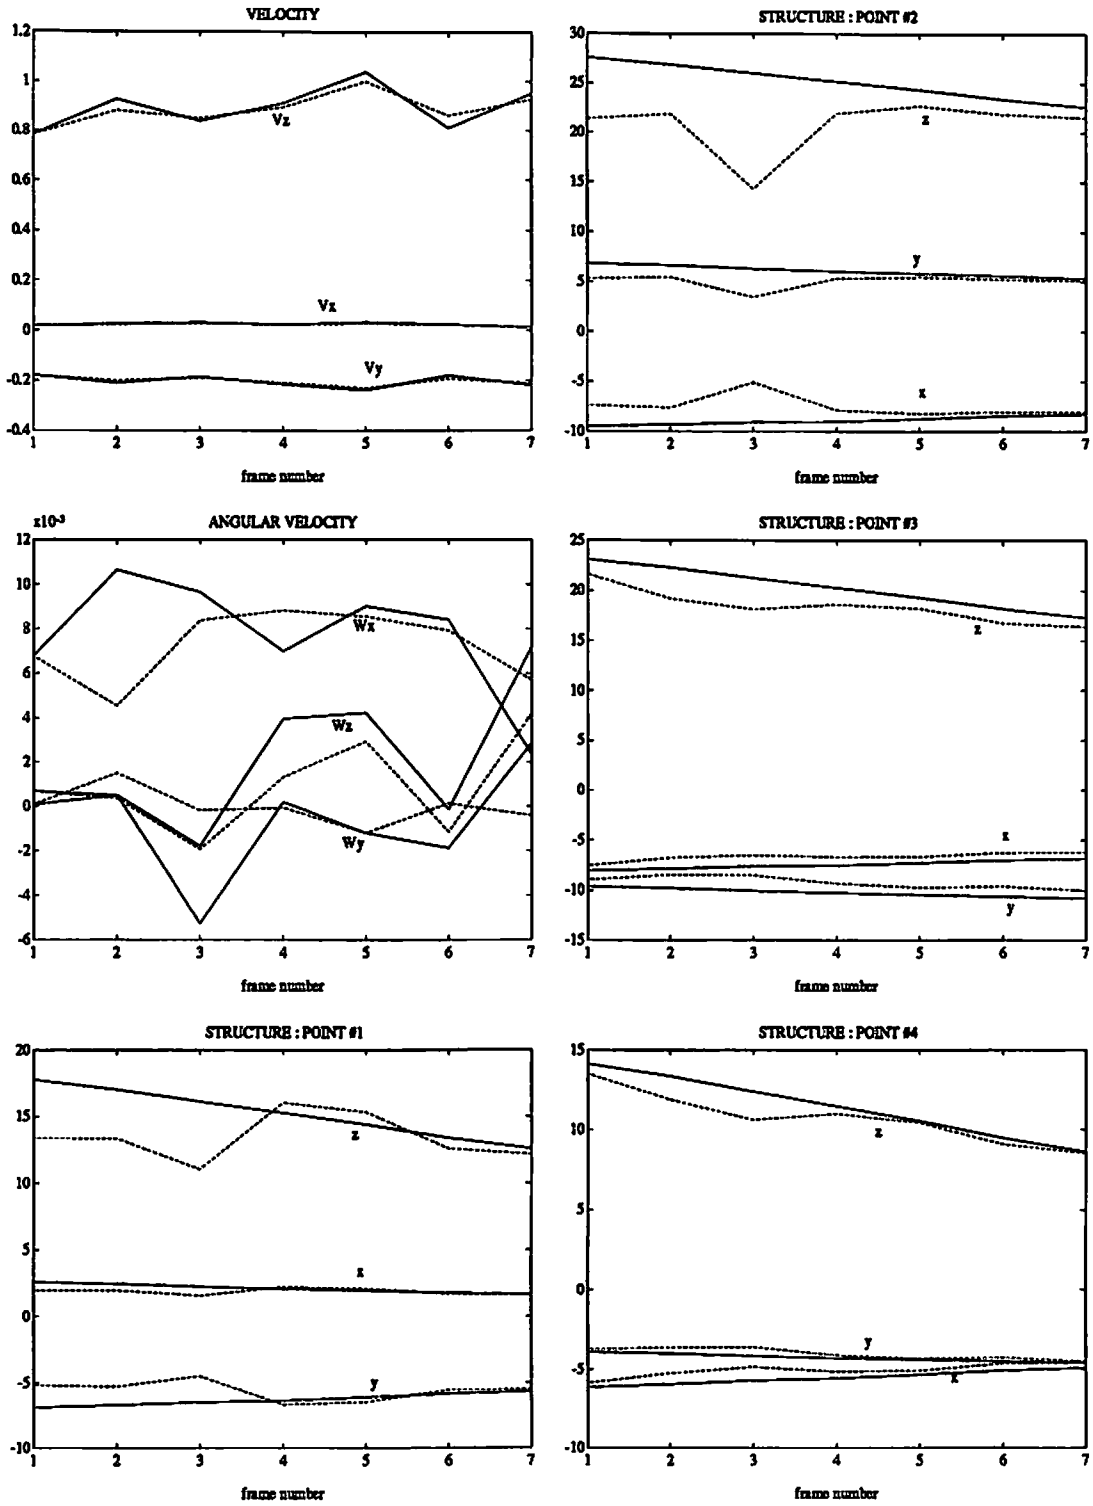 VELOCITY
1.2
1
0.8
0.6
0.4
0.2
0
-0.2
-0.4
Vz
Vx
Vy
1 2 3 4 5 6 7
frame number
STRUCTURE : POINT #2
30
25
20
15
10
5
0
-5
-10
z
y
x
1 2 3 4 5 6 7
frame number
x10-3
ANGULAR VELOCITY
12
10
8
6
4
2
0
-2
-4
-6
Wx
Wz
Wy
1 2 3 4 5 6 7
frame number
STRUCTURE : POINT #3
25
20
15
10
5
0
-5
-10
-15
z
x
y
1 2 3 4 5 6 7
frame number
STRUCTURE : POINT #1
20
15
10
5
0
-5
-10
z
x
y
1 2 3 4 5 6 7
frame number
STRUCTURE : POINT #4
15
10
5
0
-5
-10
z
y
x
1 2 3 4 5 6 7
frame number